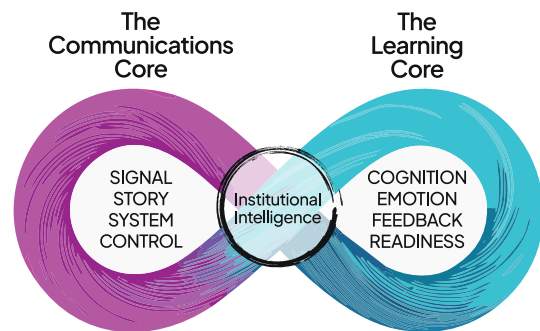 The
Communications
Core
The
Learning
Core
SIGNAL
STORY
SYSTEM
CONTROL
Institutional
Intelligence
COGNITION
EMOTION
FEEDBACK
READINESS